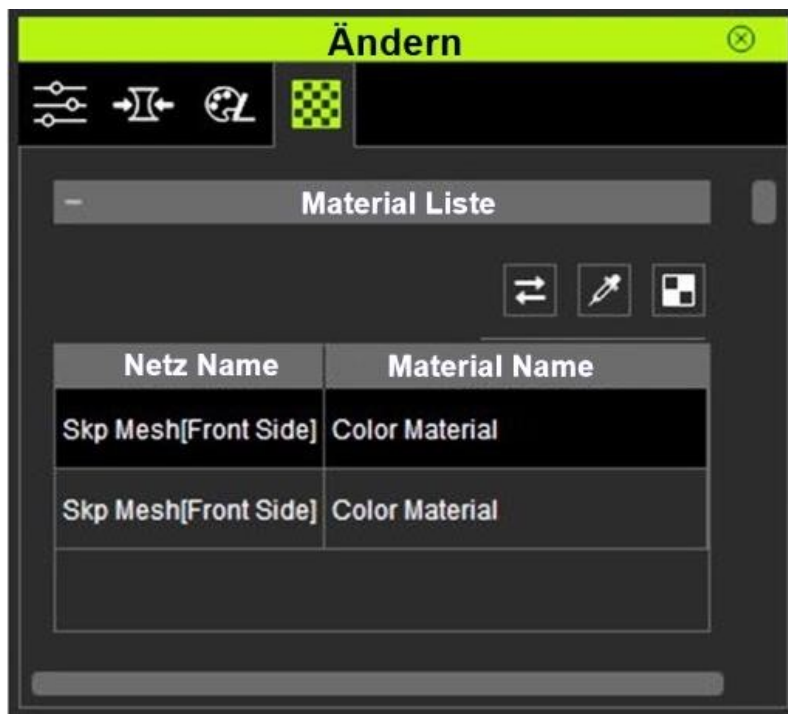 Ändern
Material Liste
Netz Name Material Name
Skp Mesh[Front Side] Color Material
Skp Mesh[Front Side] Color Material